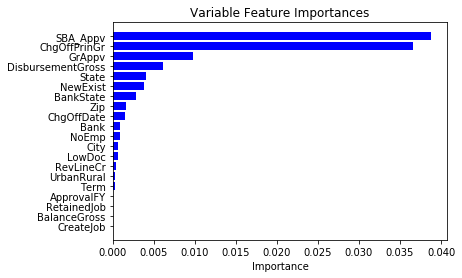 Variable Feature Importances
SBA_Appv
ChgOffPrinGr
GrAppv
DisbursementGross
State
NewExist
BankState
Zip
ChgOffDate
Bank
NoEmp
City
LowDoc
RevLineCr
UrbanRural
Term
ApprovalFY
RetainedJob
BalanceGross
CreateJob
0.000 0.005 0.010 0.015 0.020 0.025 0.030 0.035 0.040
Importance